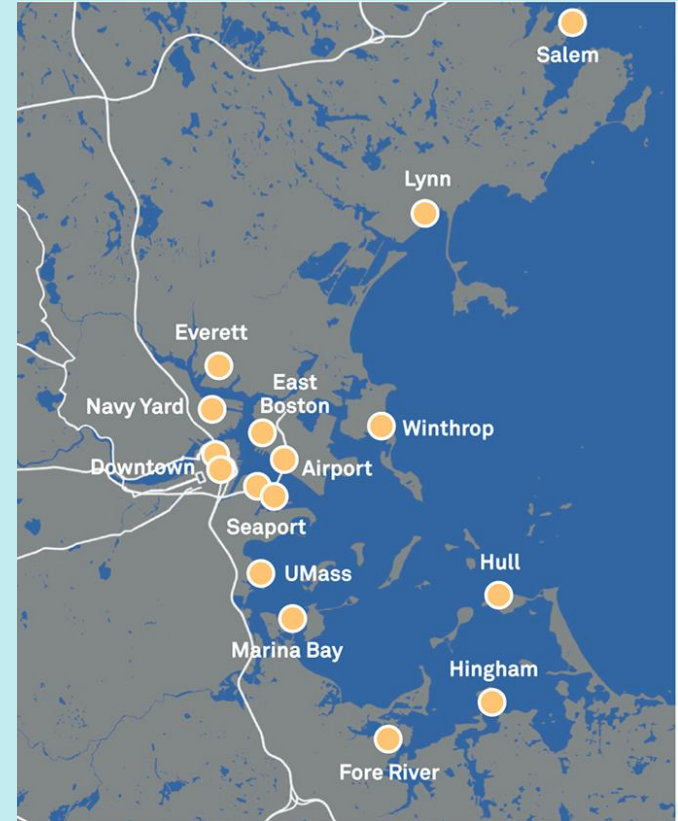 Salem
Lynn
Everett
East
Boston
Navy Yard
Winthrop
Downtown
Airport
Seaport
Hull
UMass
Marina Bay
Hingham
Fore River